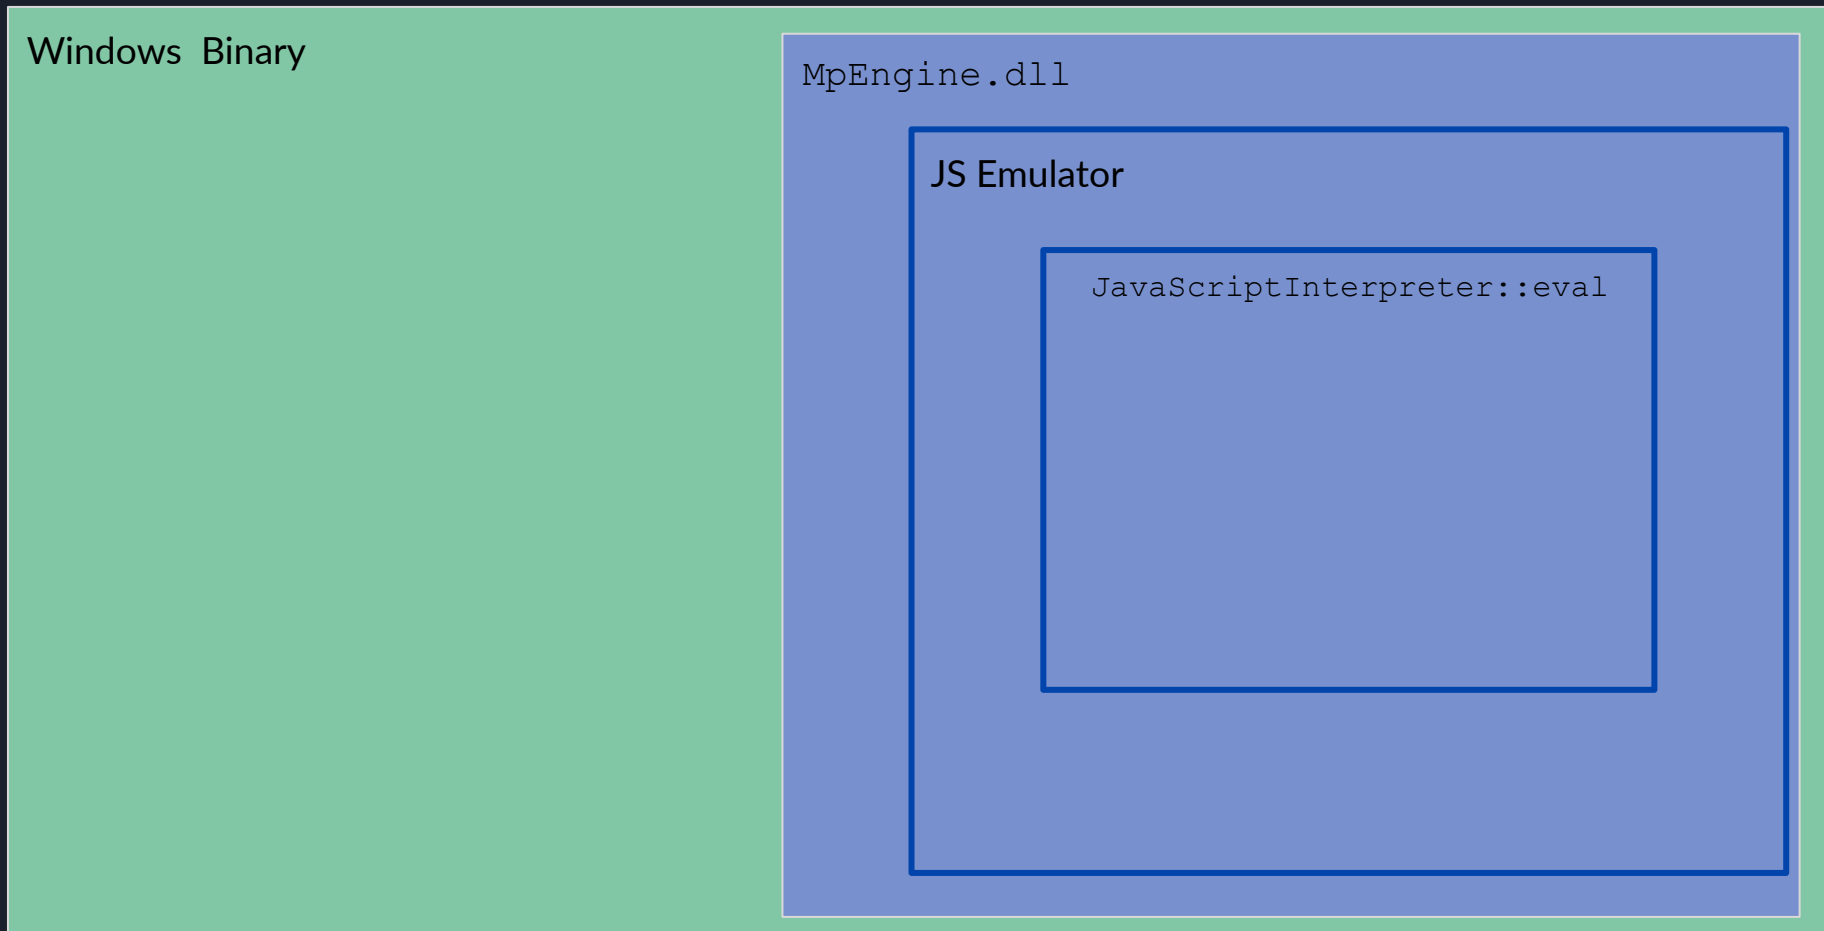 Windows Binary
MpEngine.dll
JS Emulator
JavaScriptInterpreter::eval